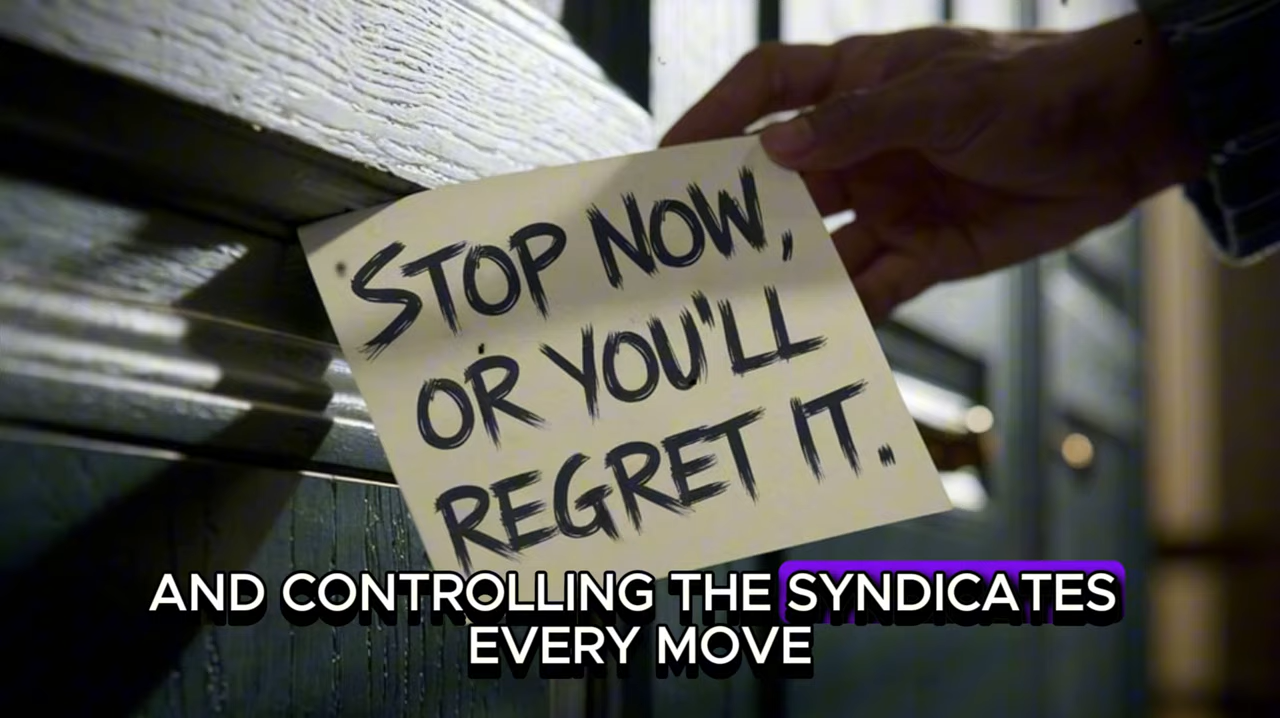 STOP NOW,
OR YOU'LL
REGRET IT.
AND CONTROLLING THE SYNDICATES
EVERY MOVE